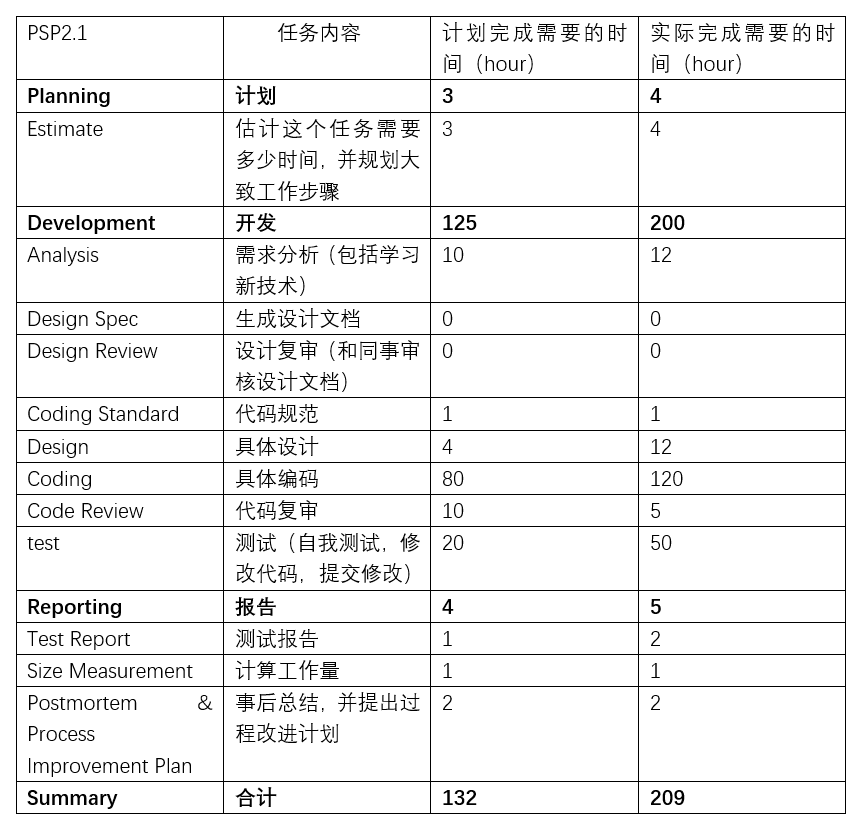 PSP2.1 任务内容 计划完成需要的时 实际完成需要的时
间（hour） 间（hour）
Planning 计划 3 4
Estimate 估计这个任务需要 3 4
多少时间，并规划大
致工作步骤
Development 开发 125 200
Analysis 需求分析（包括学习 10 12
新技术）
Design Spec 生成设计文档 0 0
Design Review 设计复审（和同事审 0 0
核设计文档）
Coding Standard 代码规范 1 1
Design 具体设计 4 12
Coding 具体编码 80 120
Code Review 代码复审 10 5
test 测试（自我测试，修 20 50
改代码，提交修改）
Reporting 报告 4 5
Test Report 测试报告 1 2
Size Measurement 计算工作量 1 1
Postmortem & 事后总结，并提出过 2 2
Process 程改进计划
Improvement Plan
Summary 合计 132 209